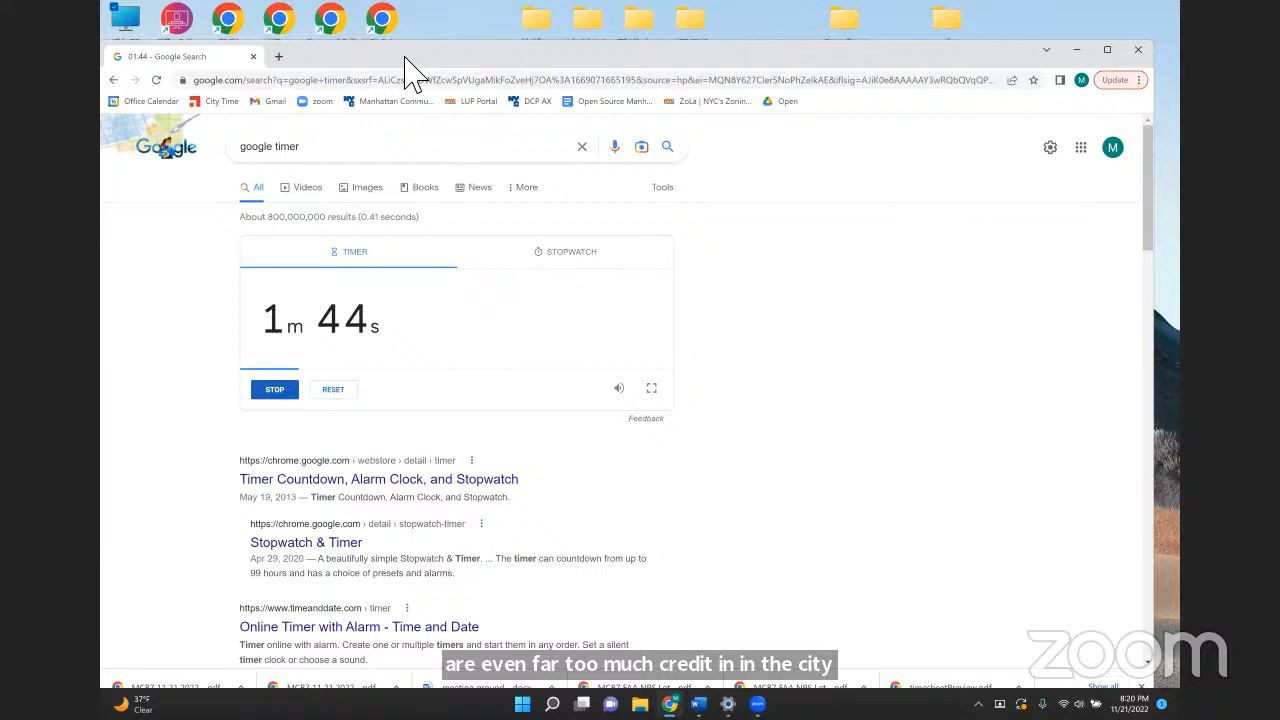 01:44 - Google Search
Office Calendar City Time Gmail zoom Manhattan Commu... LUP Portal DCP AX Open Source Manh... ZoLa | NYC's Zonin... Open
M Update
Google
google timer
M
All Videos Images Books News More Tools
About 800,000,000 results (0.41 seconds)
TIMER STOPWATCH
1m 44s
STOP RESET
Feedback
https://chrome.google.com › webstore › detail › timer
Timer Countdown, Alarm Clock, and Stopwatch
May 19, 2013 — Timer Countdown, Alarm Clock, and Stopwatch.
https://chrome.google.com › detail › stopwatch-timer
Stopwatch & Timer
Apr 29, 2020 — A beautifully simple Stopwatch & Timer. ... The timer can countdown from up to
99 hours and has a choice of presets and alarms.
https://www.timeanddate.com › timer
Online Timer with Alarm - Time and Date
Timer online with alarm. Create one or multiple timers and start them in any order. Set a silent
timer clock or choose a sound.
are even far too much credit in in the city
zoom
Show all
37°F
Clear
8:20 PM
11/21/2022